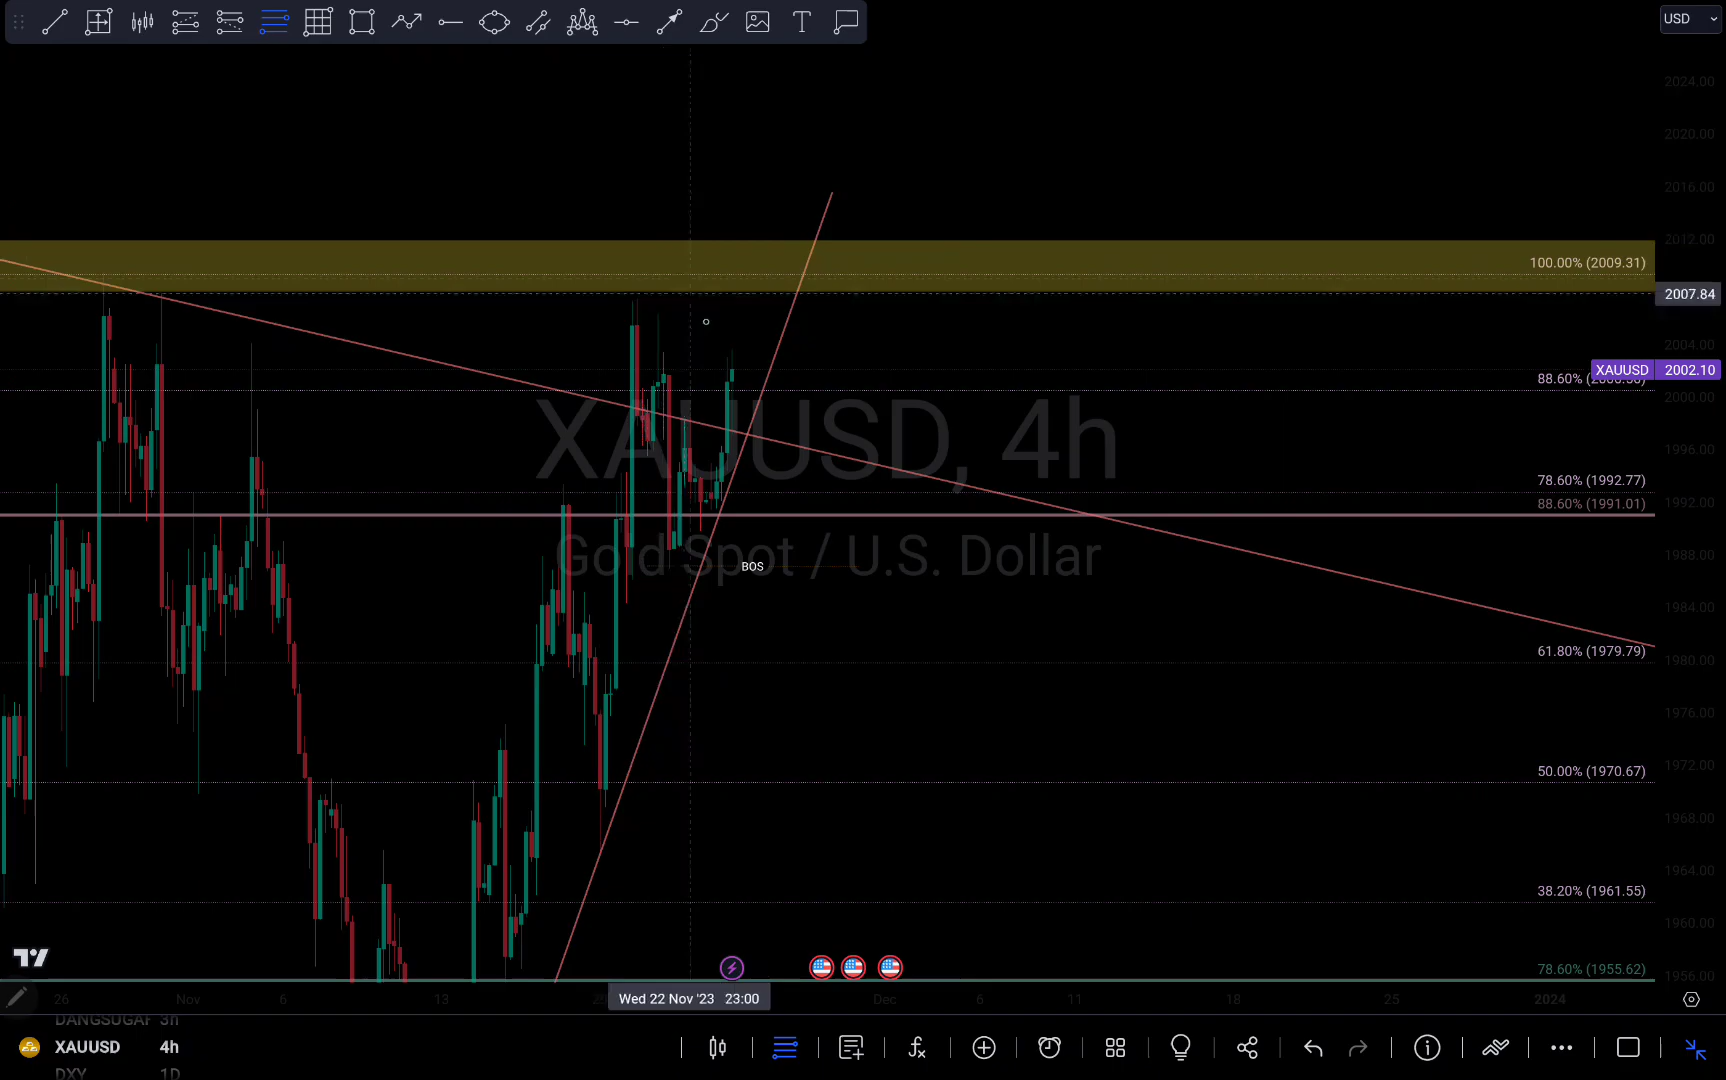 USD
2024.00
2020.00
2016.00
2012.00
100.00% (2009.31)
2007.84
2004.00
XAUUSD 2002.10
88.60%
2000.00
XAUUSD, 4h
1996.00
78.60% (1992.77)
1992.00
88.60% (1991.01)
Gold Spot / U.S. Dollar
1988.00
BOS
1984.00
61.80% (1979.79)
1980.00
1976.00
50.00% (1970.67)
1972.00
1968.00
1964.00
38.20% (1961.55)
1960.00
78.60% (1955.62)
1956.00
26 Nov 6 13 Wed 22 Nov '23 23:00 Dec 6 11 18 25 2024
DANGSUGAR 3h
XAUUSD 4h
DXY 1D